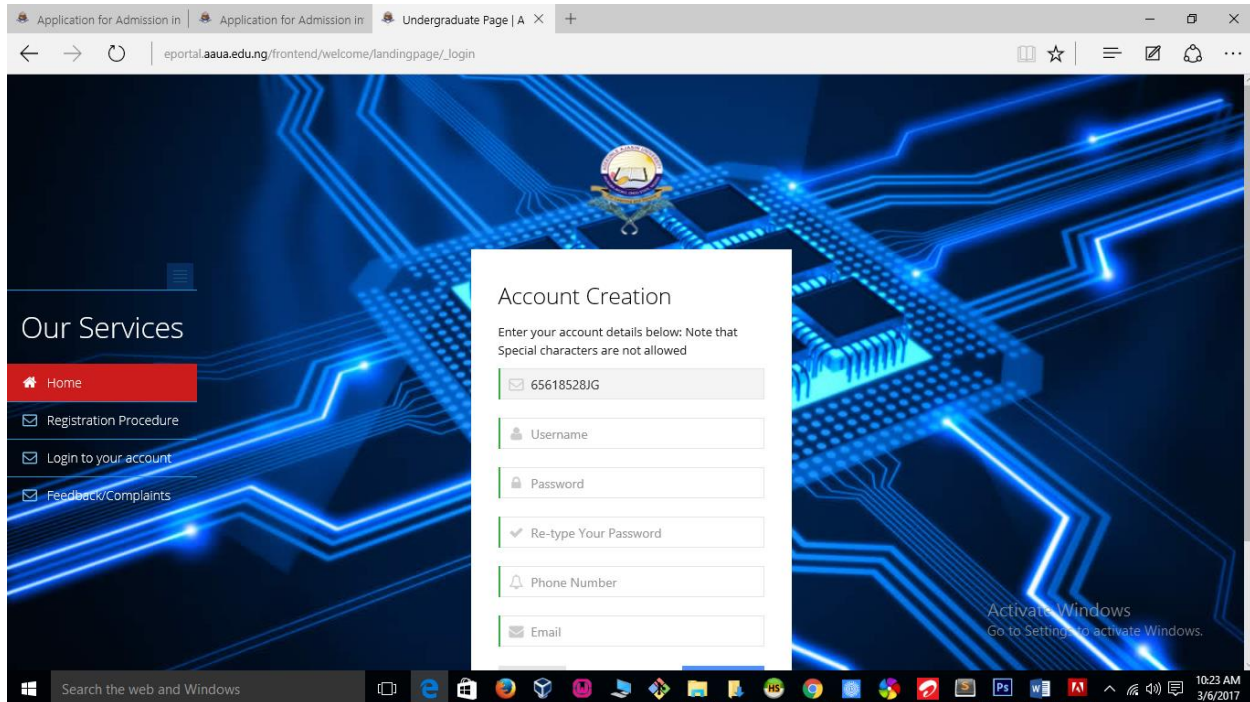 Application for Admission in
Application for Admission in
Undergraduate Page | A
eportal.aaua.edu.ng/frontend/welcome/landingpage/_login
Our Services
Home
Registration Procedure
Login to your account
Feedback/Complaints
Account Creation
Enter your account details below: Note that
Special characters are not allowed
65618528JG
Username
Password
Re-type Your Password
Phone Number
Email
Activate Windows
Go to Settings to activate Windows.
Search the web and Windows
HS
Ps
10:23 AM
3/6/2017